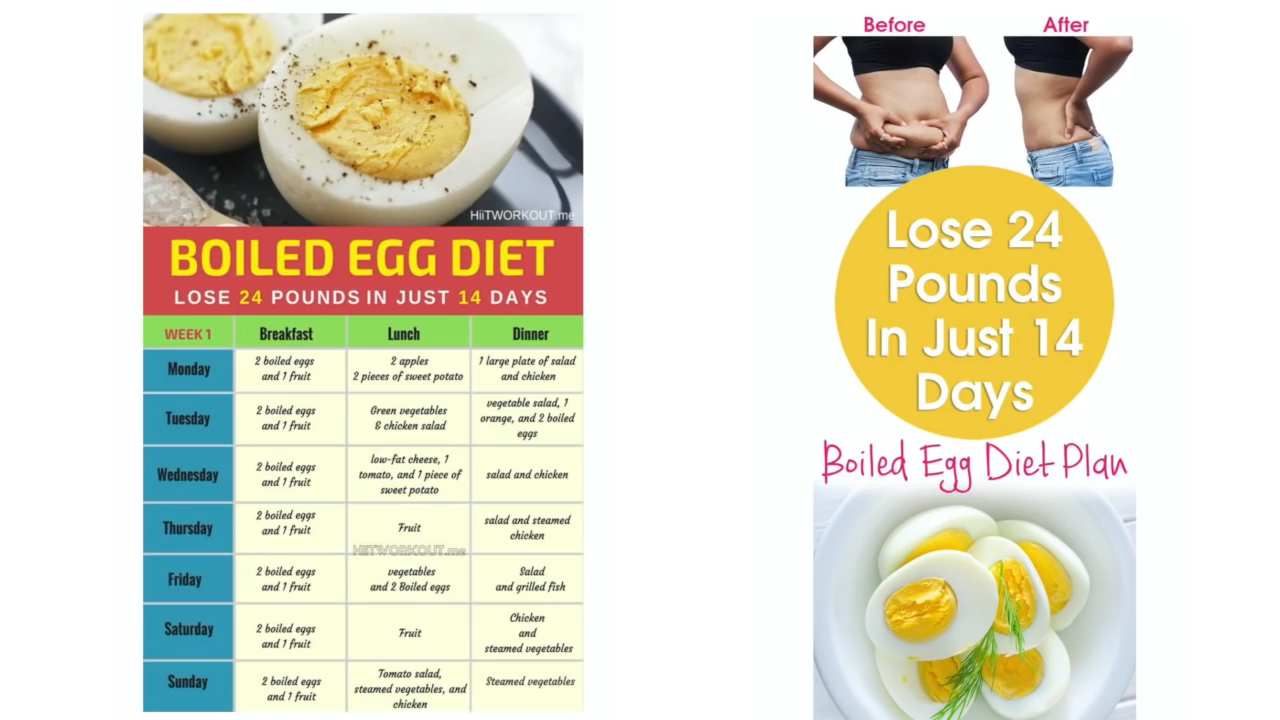 HiiTWORKOUT.me
BOILED EGG DIET
LOSE 24 POUNDS IN JUST 14 DAYS
WEEK 1 Breakfast Lunch Dinner
Monday
2 boiled eggs
and 1 fruit
2 apples
2 pieces of sweet potato
1 large plate of salad
and chicken
Tuesday
2 boiled eggs
and 1 fruit
Green vegetables
& chicken salad
vegetable salad, 1
orange, and 2 boiled
eggs
Wednesday
2 boiled eggs
and 1 fruit
low-fat cheese, 1
tomato, and 1 piece of
sweet potato
salad and chicken
Thursday
2 boiled eggs
and 1 fruit
Fruit
HiiTWORKOUT.me
salad and steamed
chicken
Friday
2 boiled eggs
and 1 fruit
vegetables
and 2 Boiled eggs
Salad
and grilled fish
Saturday
2 boiled eggs
and 1 fruit
Fruit
Chicken
and
steamed vegetables
Sunday
2 boiled eggs
and 1 fruit
Tomato salad,
steamed vegetables, and
chicken
Steamed vegetables
Before After
Lose 24
Pounds
In Just 14
Days
Boiled Egg Diet Plan